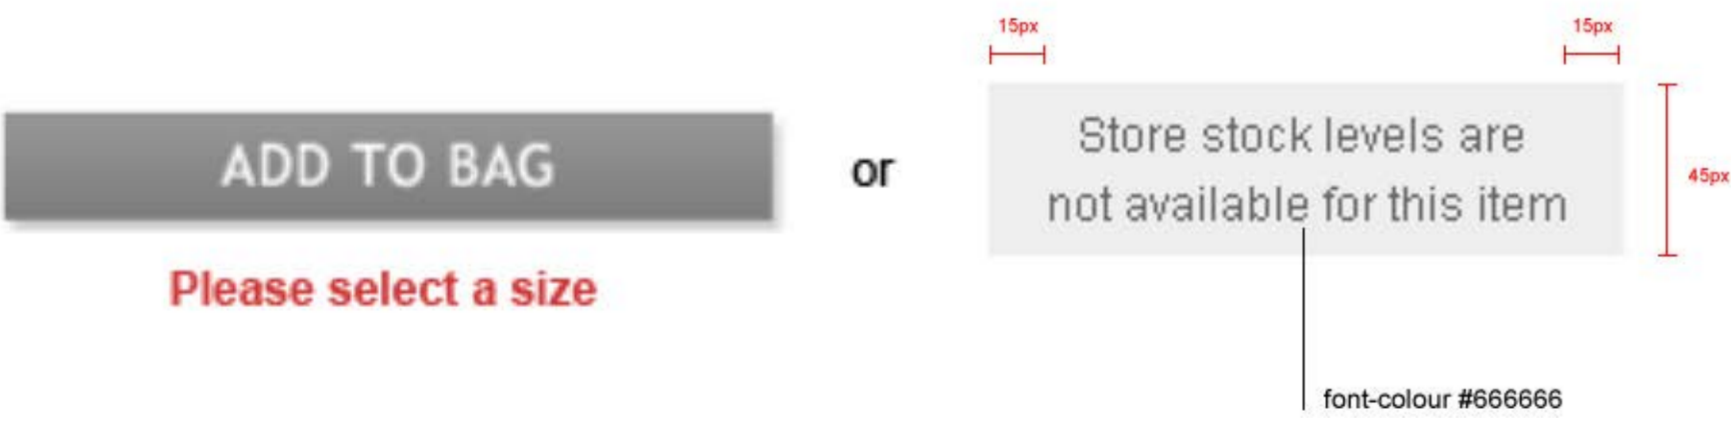 15px
15px
ADD TO BAG
or
Store stock levels are
not available for this item
45px
Please select a size
font-colour #666666